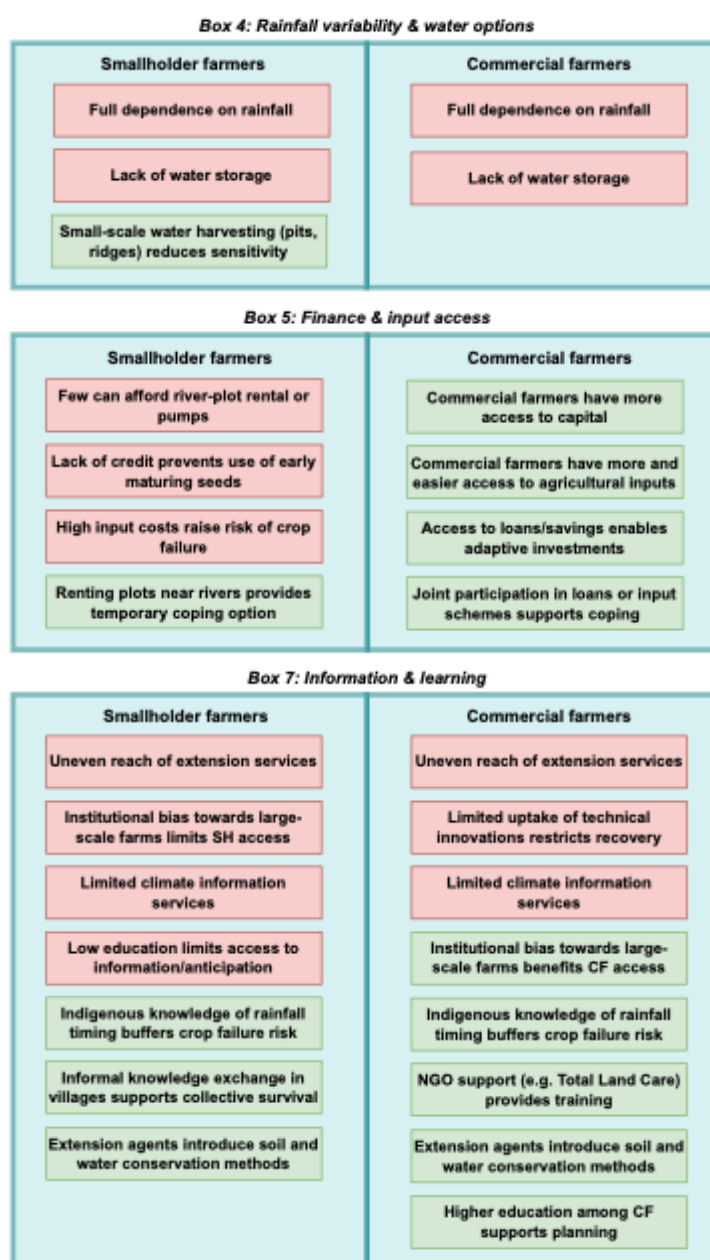 Box 4: Rainfall variability & water options
Smallholder farmers
Full dependence on rainfall
Lack of water storage
Small-scale water harvesting (pits,
ridges) reduces sensitivity
Commercial farmers
Full dependence on rainfall
Lack of water storage
Box 5: Finance & input access
Smallholder farmers
Few can afford river-plot rental or
pumps
Lack of credit prevents use of early
maturing seeds
High input costs raise risk of crop
failure
Renting plots near rivers provides
temporary coping option
Commercial farmers
Commercial farmers have more
access to capital
Commercial farmers have more and
easier access to agricultural inputs
Access to loans/savings enables
adaptive investments
Joint participation in loans or input
schemes supports coping
Box 7: Information & learning
Smallholder farmers
Uneven reach of extension services
Institutional bias towards large-
scale farms limits SH access
Limited climate information
services
Low education limits access to
information/anticipation
Indigenous knowledge of rainfall
timing buffers crop failure risk
Informal knowledge exchange in
villages supports collective survival
Extension agents introduce soil and
water conservation methods
Commercial farmers
Uneven reach of extension services
Limited uptake of technical
innovations restricts recovery
Limited climate information
services
Institutional bias towards large-
scale farms benefits CF access
Indigenous knowledge of rainfall
timing buffers crop failure risk
NGO support (e.g. Total Land Care)
provides training
Extension agents introduce soil and
water conservation methods
Higher education among CF
supports planning